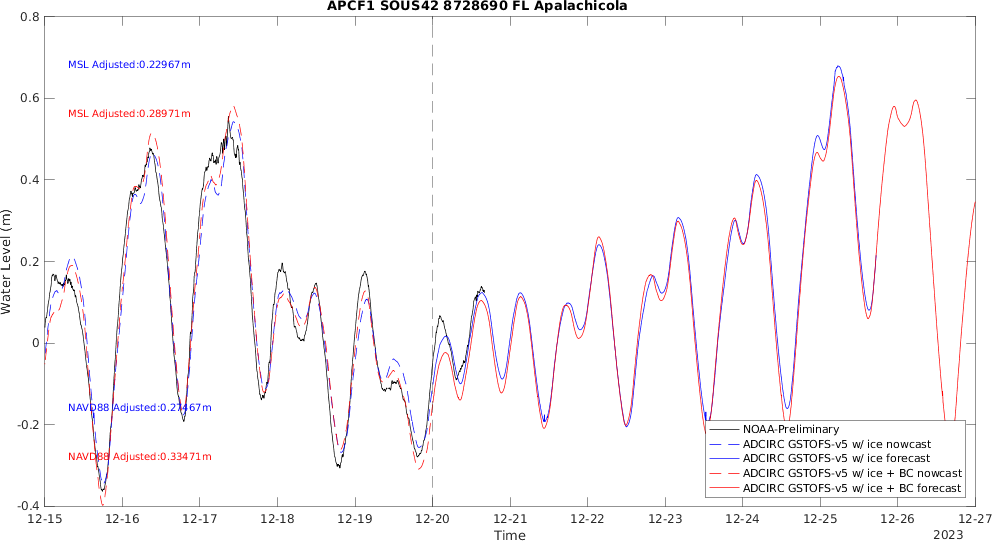 APCF1 SOUS42 8728690 FL Apalachicola
0.8
0.6
0.4
0.2
0
-0.2
-0.4
Water Level (m)
MSL Adjusted:0.22967m
MSL Adjusted:0.28971m
NAVD88 Adjusted:0.27467m
NAVD88 Adjusted:0.33471m
NOAA-Preliminary
ADCIRC GSTOFS-v5 w/ ice nowcast
ADCIRC GSTOFS-v5 w/ ice forecast
ADCIRC GSTOFS-v5 w/ ice + BC nowcast
ADCIRC GSTOFS-v5 w/ ice + BC forecast
12-15 12-16 12-17 12-18 12-19 12-20 12-21 12-22 12-23 12-24 12-25 12-26 12-27
Time
2023